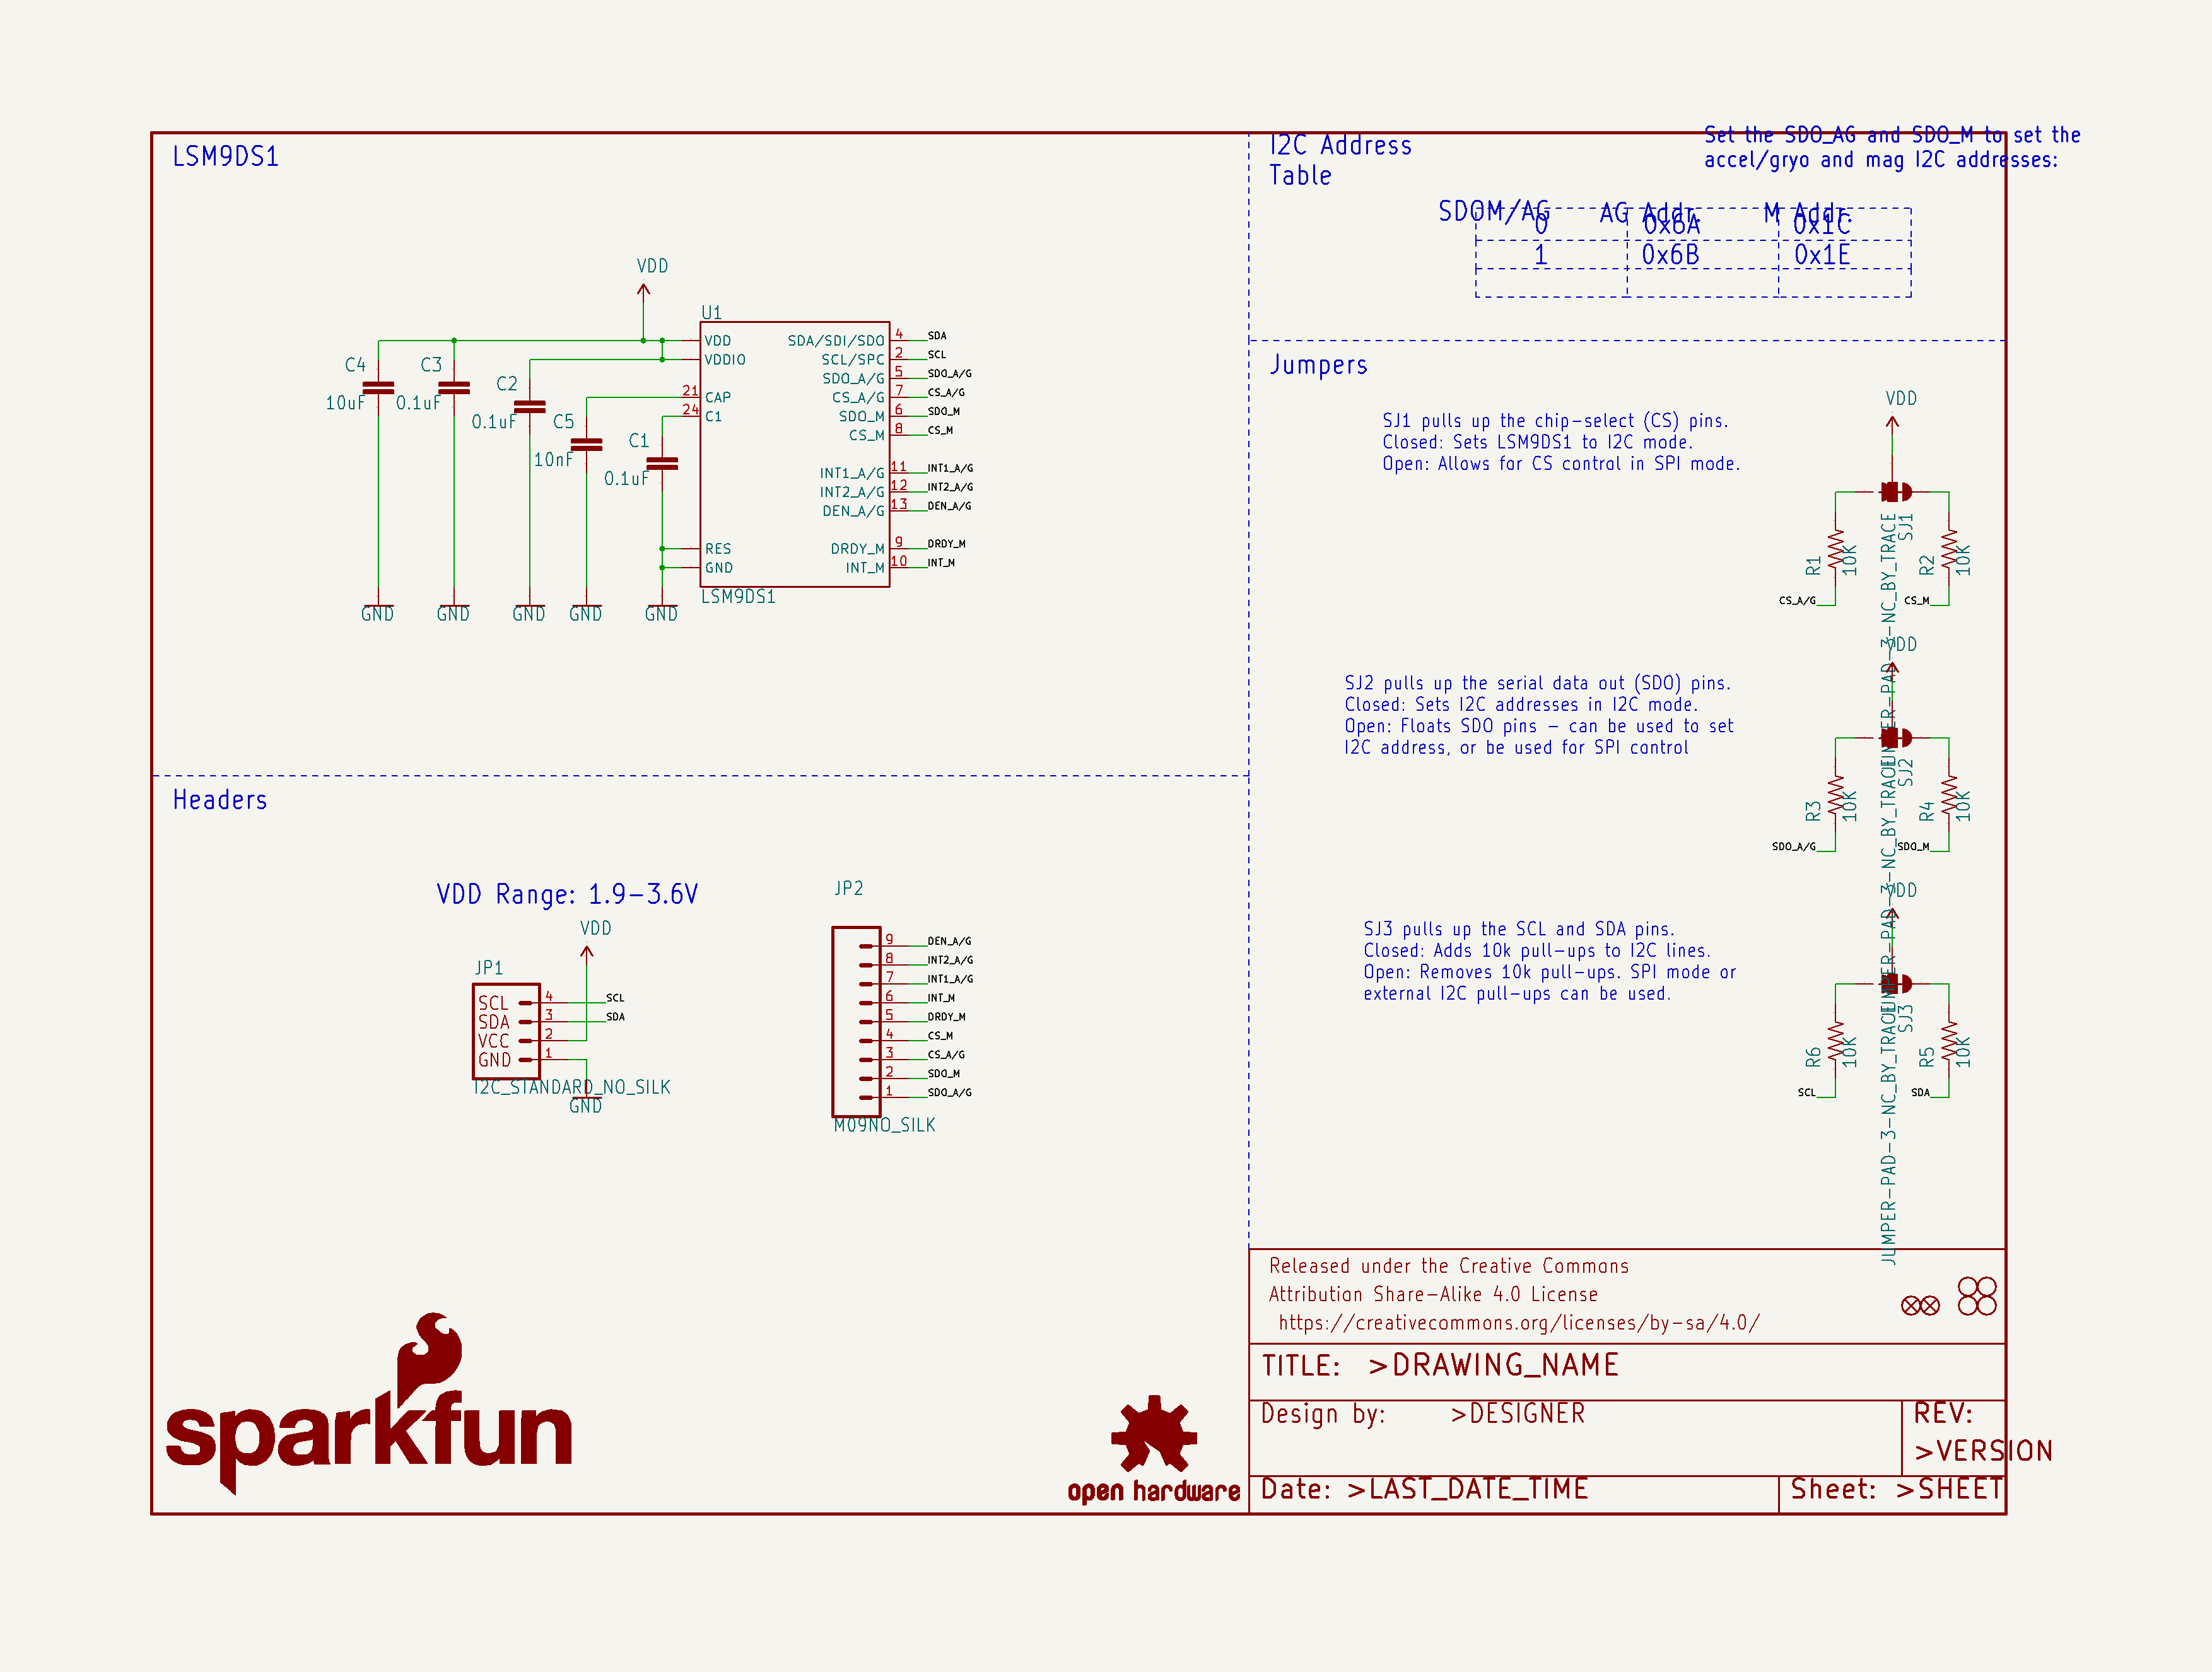 LSM9DS1
VDD
U1
VDD
VDDIO
21 CAP
24 C1
RES
GND
SDA/SDI/SDO 4 SDA
SCL/SPC 2 SCL
SDO_A/G 5 SDO_A/G
CS_A/G 7 CS_A/G
SDO_M 6 SDO_M
CS_M 8 CS_M
INT1_A/G 11 INT1_A/G
INT2_A/G 12 INT2_A/G
DEN_A/G 13 DEN_A/G
DRDY_M 9 DRDY_M
INT_M 10 INT_M
LSM9DS1
C4
10uF
C3
0.1uF
C2
0.1uF
C5
10nF
C1
0.1uF
GND GND GND GND GND
I2C Address
Table
Set the SDO_AG and SDO_M to set the
accel/gryo and mag I2C addresses:
SDOM/AG AG Addr. M Addr.
0 0x6A 0x1C
1 0x6B 0x1E
Jumpers
SJ1 pulls up the chip-select (CS) pins.
Closed: Sets LSM9DS1 to I2C mode.
Open: Allows for CS control in SPI mode.
VDD
SJ1
JUMPER-PAD-3-NC_BY_TRACE
R1 10K
R2 10K
CS_A/G
CS_M
SJ2 pulls up the serial data out (SDO) pins.
Closed: Sets I2C addresses in I2C mode.
Open: Floats SDO pins - can be used to set
I2C address, or be used for SPI control
VDD
SJ2
JUMPER-PAD-3-NC_BY_TRACE
R3 10K
R4 10K
SDO_A/G
SDO_M
SJ3 pulls up the SCL and SDA pins.
Closed: Adds 10k pull-ups to I2C lines.
Open: Removes 10k pull-ups. SPI mode or
external I2C pull-ups can be used.
VDD
SJ3
JUMPER-PAD-3-NC_BY_TRACE
R6 10K
R5 10K
SCL
SDA
Headers
VDD Range: 1.9-3.6V
VDD
JP1
SCL 4 SCL
SDA 3 SDA
VCC 2
GND 1
I2C_STANDARD_NO_SILK
GND
JP2
9 DEN_A/G
8 INT2_A/G
7 INT1_A/G
6 INT_M
5 DRDY_M
4 CS_M
3 CS_A/G
2 SDO_M
1 SDO_A/G
M09NO_SILK
sparkfun
open hardware
Released under the Creative Commons
Attribution Share-Alike 4.0 License
https://creativecommons.org/licenses/by-sa/4.0/
TITLE: >DRAWING_NAME
Design by: >DESIGNER
REV:
>VERSION
Date: >LAST_DATE_TIME
Sheet: >SHEET